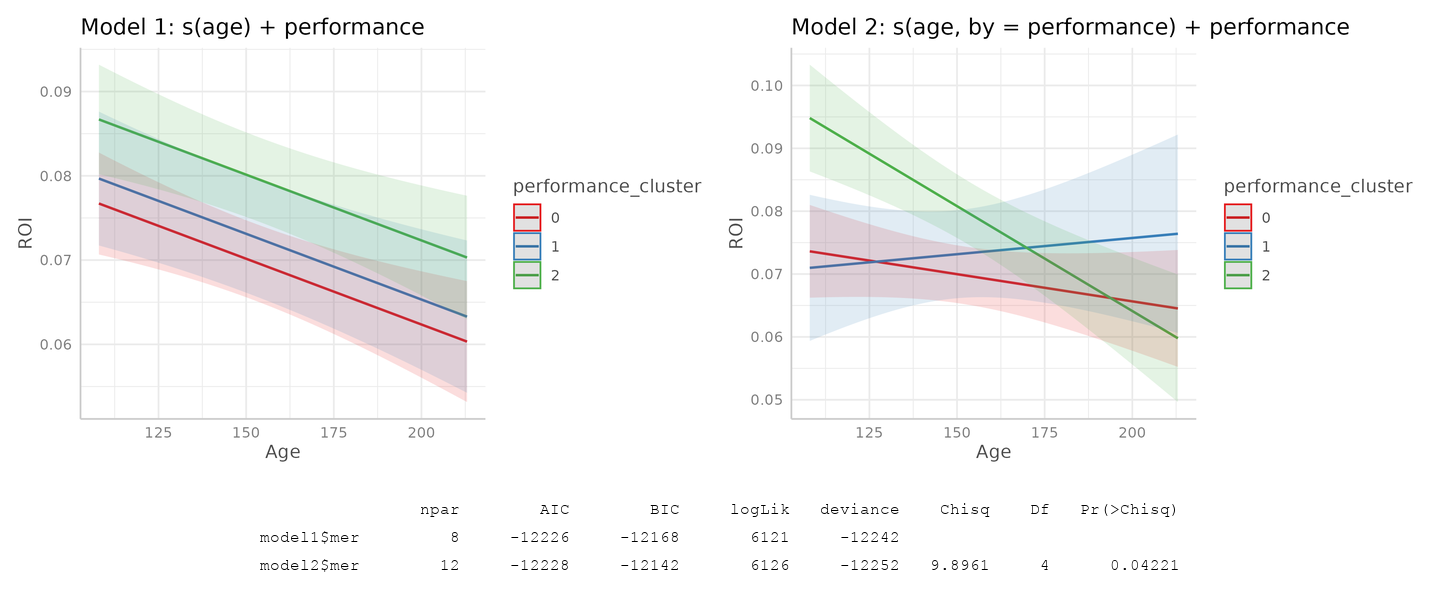 Model 1: s(age) + performance
0.09
0.08
0.07
0.06
ROI
125 150 175 200
Age
performance_cluster
0
1
2
Model 2: s(age, by = performance) + performance
0.10
0.09
0.08
0.07
0.06
0.05
ROI
125 150 175 200
Age
performance_cluster
0
1
2
npar AIC BIC logLik deviance Chisq Df Pr(>Chisq)
model1$mer 8 -12226 -12168 6121 -12242
model2$mer 12 -12228 -12142 6126 -12252 9.8961 4 0.04221